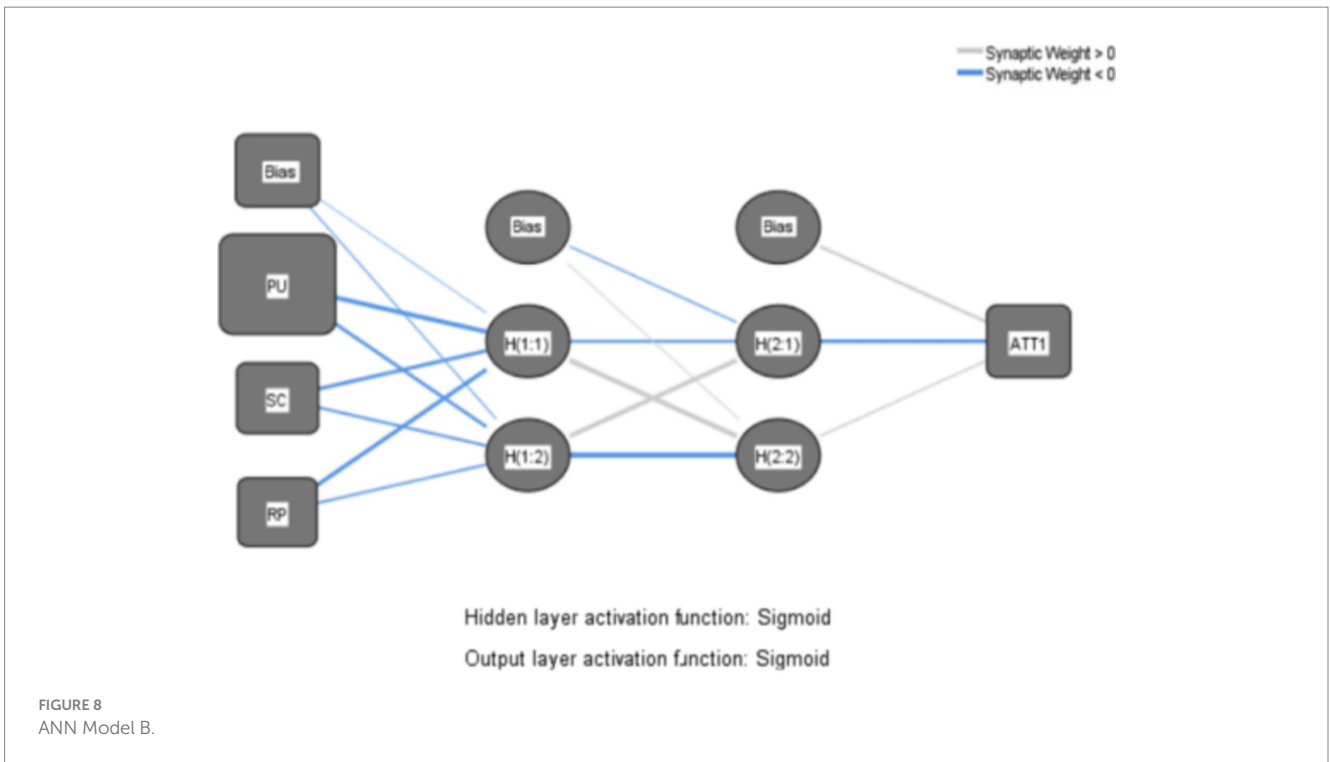 Synaptic Weight > 0
Synaptic Weight < 0
Bias
PU
SC
RP
Bias
H(1:1)
H(1:2)
Bias
H(2:1)
H(2:2)
ATT1
Hidden layer activation function: Sigmoid
Output layer activation function: Sigmoid
FIGURE 8
ANN Model B.